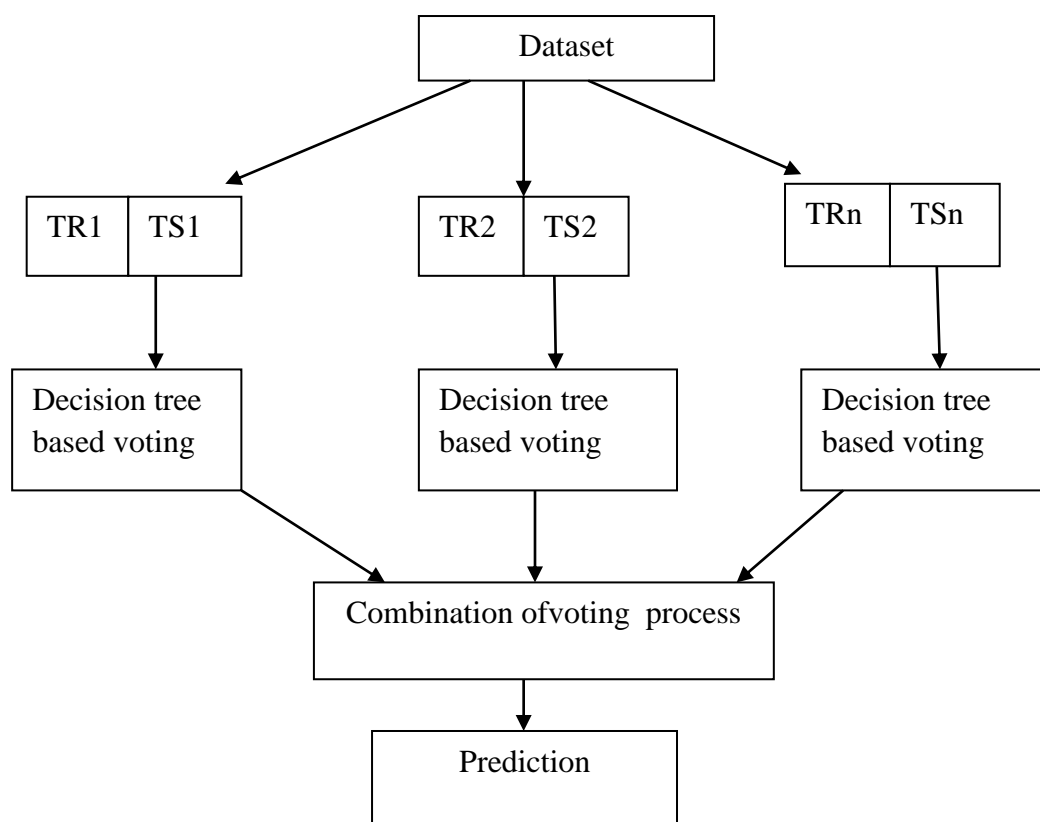 Dataset
TR1
TS1
TR2
TS2
TRn
TSn
Decision tree
based voting
Decision tree
based voting
Decision tree
based voting
Combination ofvoting  process
Prediction